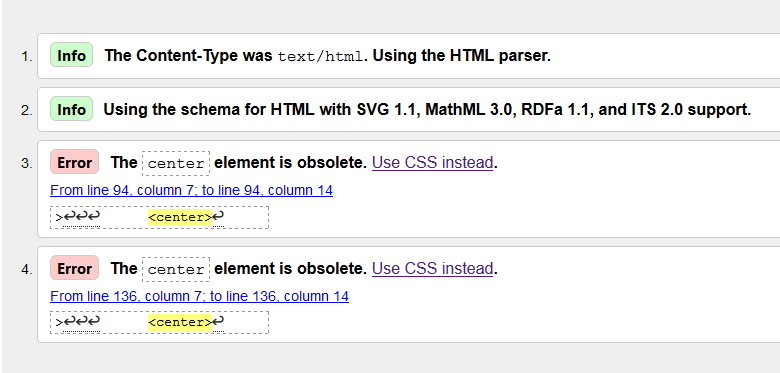 1. Info The Content-Type was text/html. Using the HTML parser.
2. Info Using the schema for HTML with SVG 1.1, MathML 3.0, RDFa 1.1, and ITS 2.0 support.
3. Error The center element is obsolete. Use CSS instead.
From line 94, column 7; to line 94, column 14
>↩↩↩ <center>↩
4. Error The center element is obsolete. Use CSS instead.
From line 136, column 7; to line 136, column 14
>↩↩↩ <center>↩